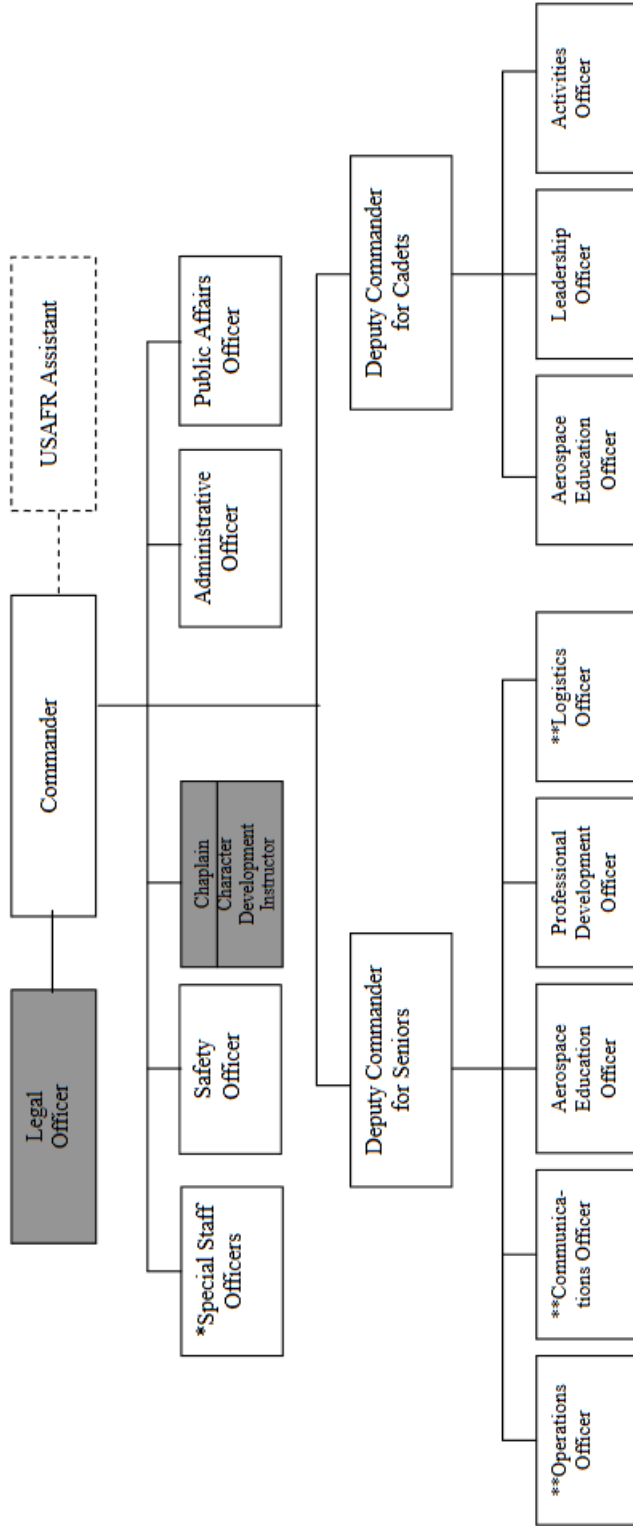 Legal
Officer
Commander
USAFR Assistant
*Special Staff
Officers
Safety
Officer
Chaplain
Character
Development
Instructor
Administrative
Officer
Public Affairs
Officer
Deputy Commander
for Seniors
Deputy Commander
for Cadets
**Operations
Officer
**Communica-
tions Officer
Aerospace
Education
Officer
Professional
Development
Officer
**Logistics
Officer
Aerospace
Education
Officer
Leadership
Officer
Activities
Officer